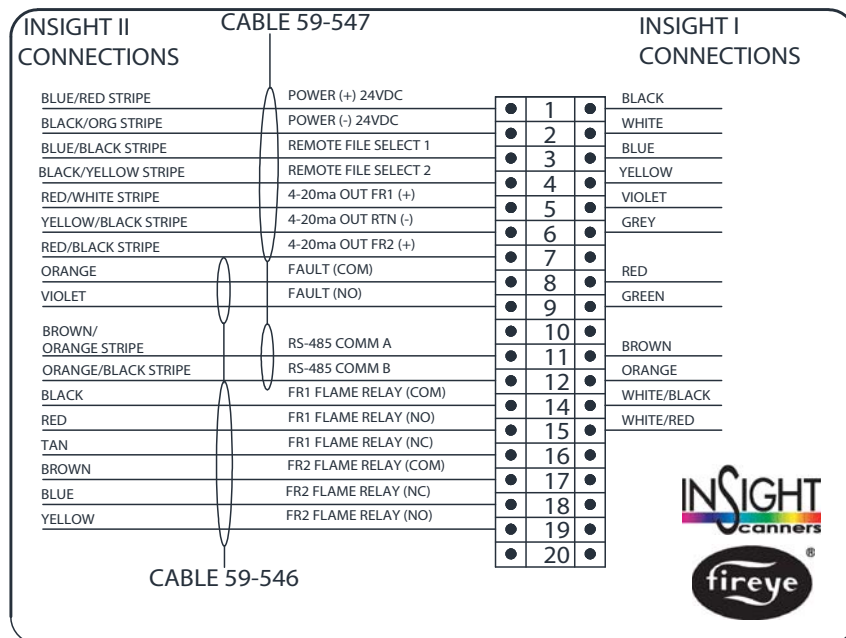 INSIGHT II
CONNECTIONS
CABLE 59-547
INSIGHT I
CONNECTIONS
BLUE/RED STRIPE POWER (+) 24VDC 1 BLACK
BLACK/ORG STRIPE POWER (-) 24VDC 2 WHITE
BLUE/BLACK STRIPE REMOTE FILE SELECT 1 3 BLUE
BLACK/YELLOW STRIPE REMOTE FILE SELECT 2 4 YELLOW
RED/WHITE STRIPE 4-20ma OUT FR1 (+) 5 VIOLET
YELLOW/BLACK STRIPE 4-20ma OUT RTN (-) 6 GREY
RED/BLACK STRIPE 4-20ma OUT FR2 (+) 7
ORANGE FAULT (COM) 8 RED
VIOLET FAULT (NO) 9 GREEN
10
BROWN/
ORANGE STRIPE RS-485 COMM A 11 BROWN
ORANGE/BLACK STRIPE RS-485 COMM B 12 ORANGE
BLACK FR1 FLAME RELAY (COM) 14 WHITE/BLACK
RED FR1 FLAME RELAY (NO) 15 WHITE/RED
TAN FR1 FLAME RELAY (NC) 16
BROWN FR2 FLAME RELAY (COM) 17
BLUE FR2 FLAME RELAY (NC) 18
YELLOW FR2 FLAME RELAY (NO) 19
20
CABLE 59-546
INSIGHT
scanners
fireye ®